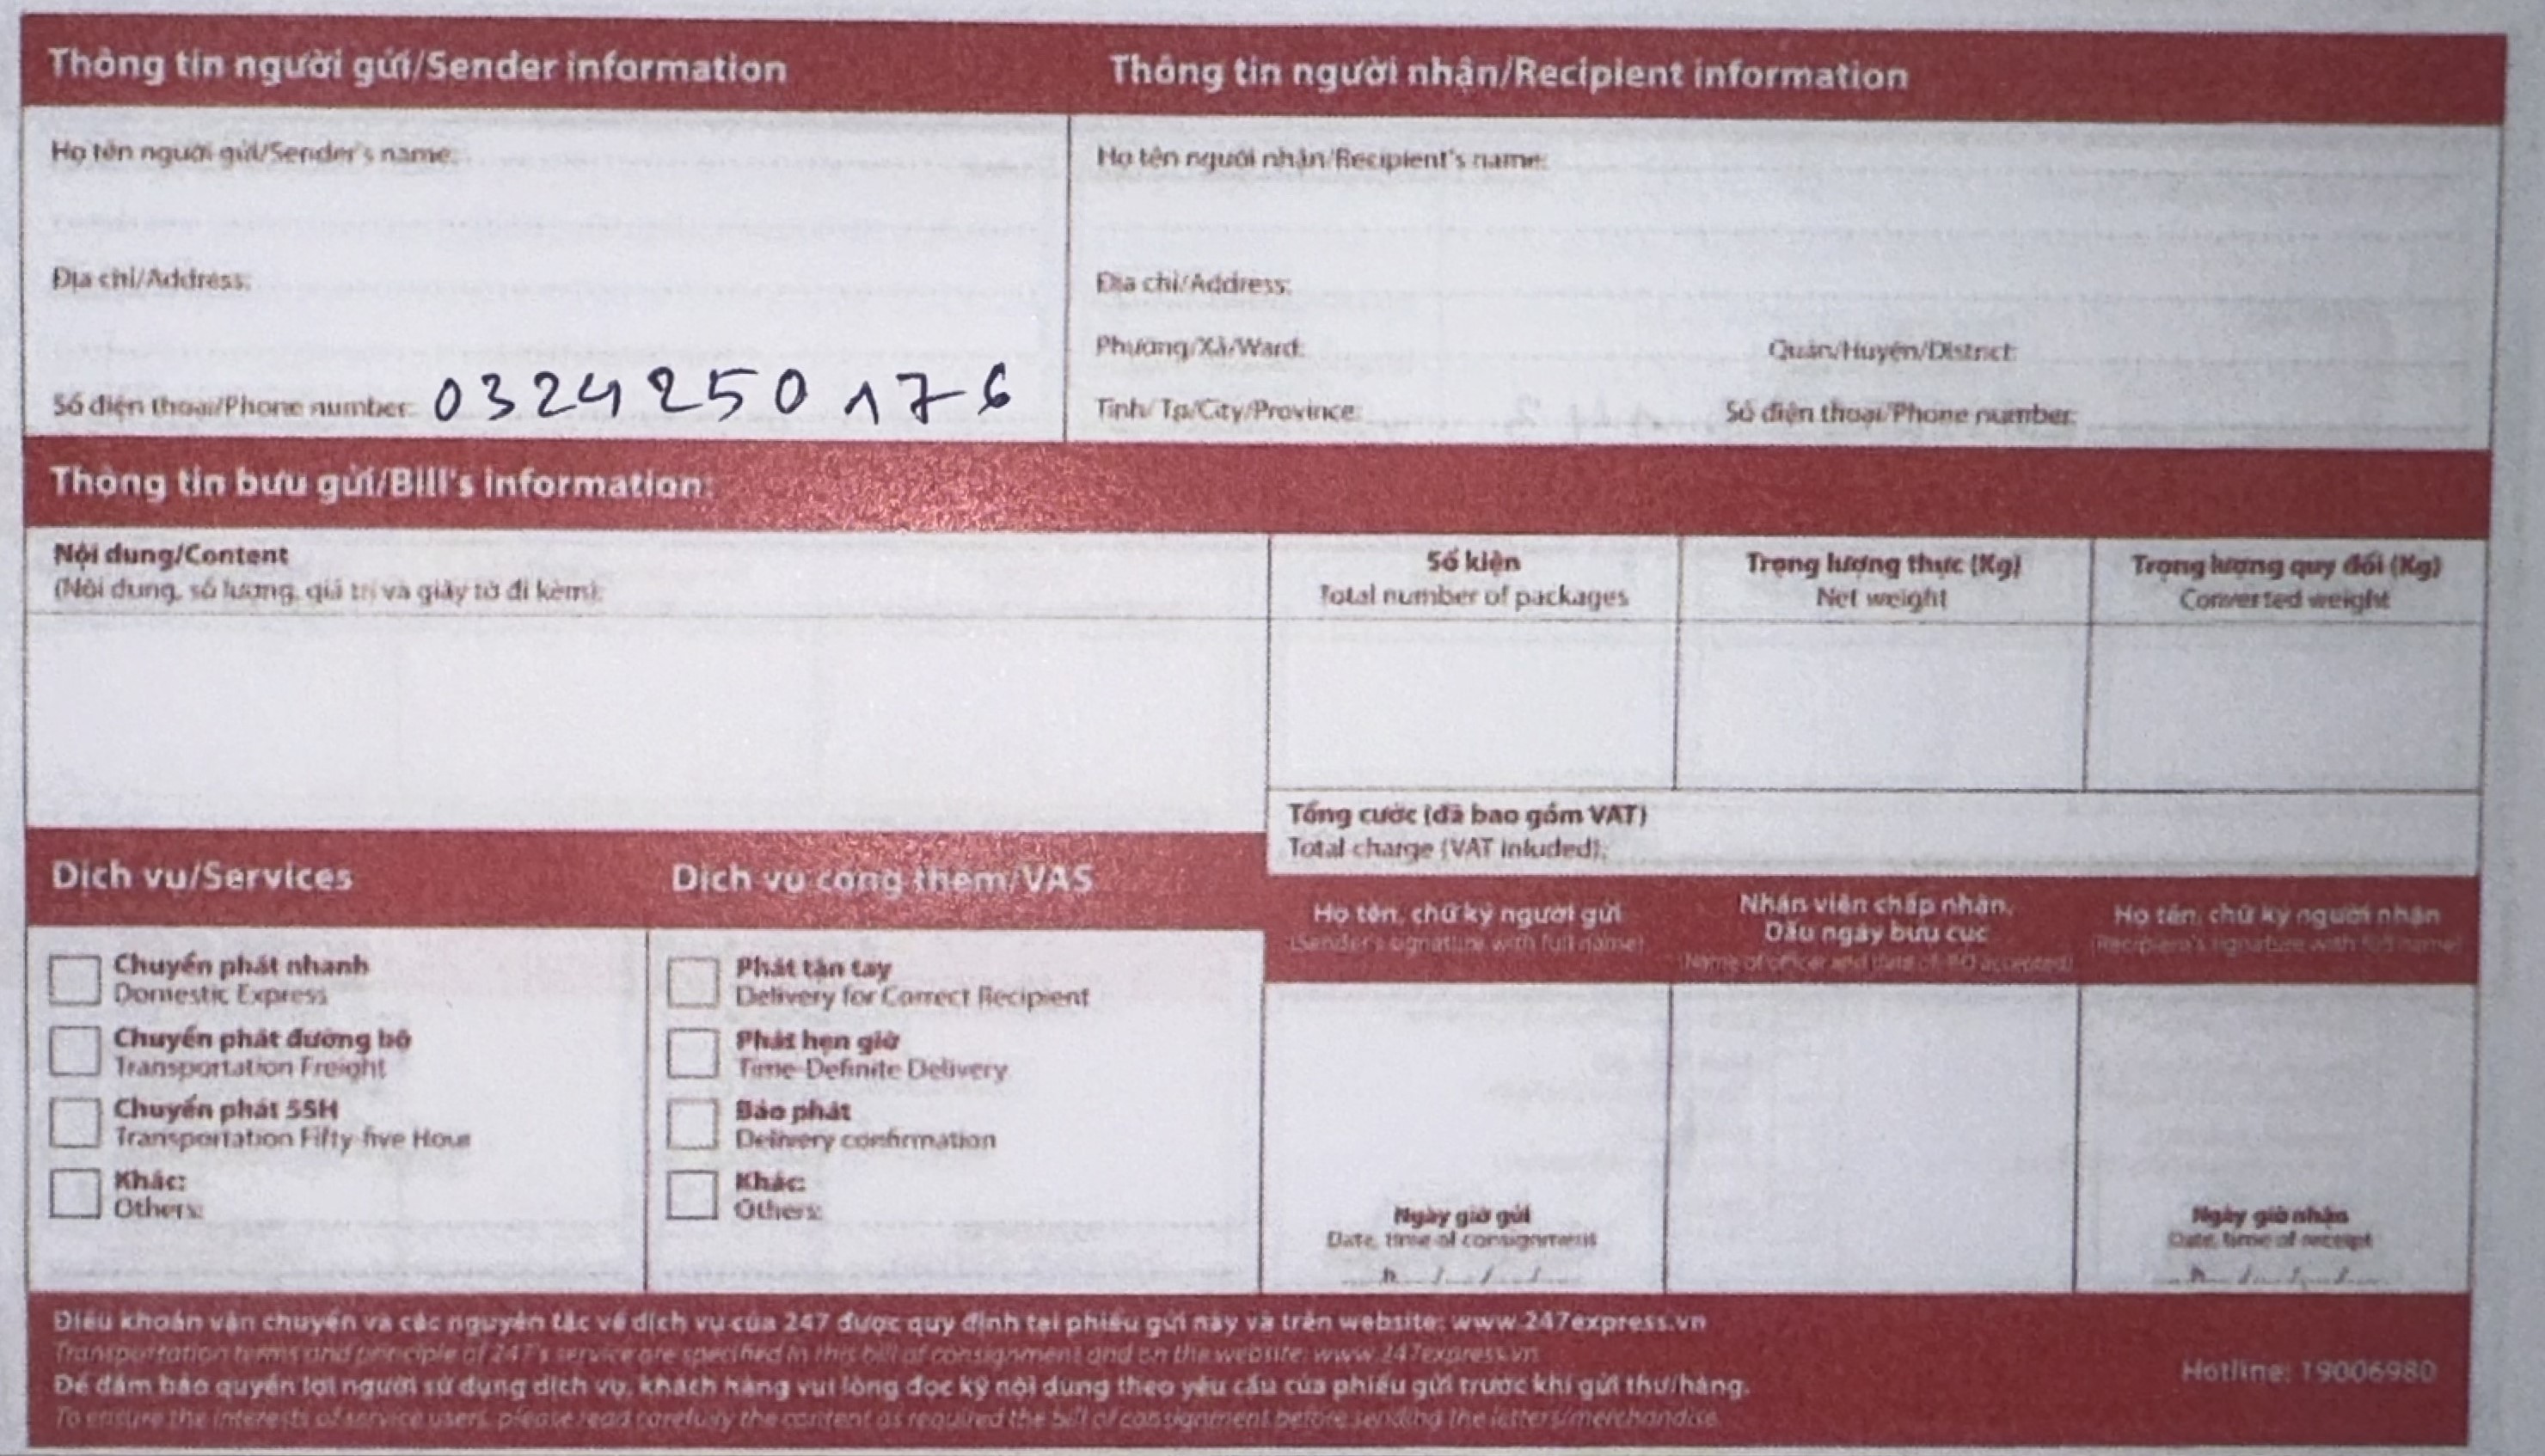 Thông tin người gửi/Sender information
Thông tin người nhận/Recipient information
Họ tên người gửi/Sender's name:
Họ tên người nhận/Recipient's name:
Địa chỉ/Address:
Địa chỉ/Address:
Phường/Xã/Ward:
Quận/Huyện/District:
Số điện thoại/Phone number: 0324250176
Tỉnh/ Tp/City/Province:
Số điện thoại/Phone number:
Thông tin bưu gửi/Bill's information:
Nội dung/Content
(Nội dung, số lượng, giá trị và giấy tờ đi kèm):
Số kiện
Total number of packages
Trọng lượng thực (Kg)
Net weight
Trọng lượng quy đổi (Kg)
Converted weight
Tổng cước (đã bao gồm VAT)
Total charge (VAT inluded):
Dịch vụ/Services
Dịch vụ cộng thêm/VAS
Họ tên, chữ ký người gửi
(Sender's signature with full name)
Nhân viên chấp nhận,
Dấu ngày bưu cục
(Name of officer and date of PO accepted)
Họ tên, chữ ký người nhận
(Recipient's signature with full name)
Chuyển phát nhanh
Domestic Express
Chuyển phát đường bộ
Transportation Freight
Chuyển phát 55H
Transportation Fifty-five Hour
Khác:
Others:
Phát tận tay
Delivery for Correct Recipient
Phát hẹn giờ
Time-Definite Delivery
Báo phát
Delivery confirmation
Khác:
Others:
Ngày giờ gửi
Date, time of consignment
h / / /
Ngày giờ nhận
Date, time of receipt
h / / /
Điều khoản vận chuyển và các nguyên tắc về dịch vụ của 247 được quy định tại phiếu gửi này và trên website: www.247express.vn
Transportation terms and principle of 247's service are specified in this bill of consignment and on the website: www.247express.vn
Để đảm bảo quyền lợi người sử dụng dịch vụ, khách hàng vui lòng đọc kỹ nội dung theo yêu cầu của phiếu gửi trước khi gửi thư/hàng.
To ensure the interests of service users, please read carefully the content as required the bill of consignment before sending the letters/merchandise.
Hotline: 19006980